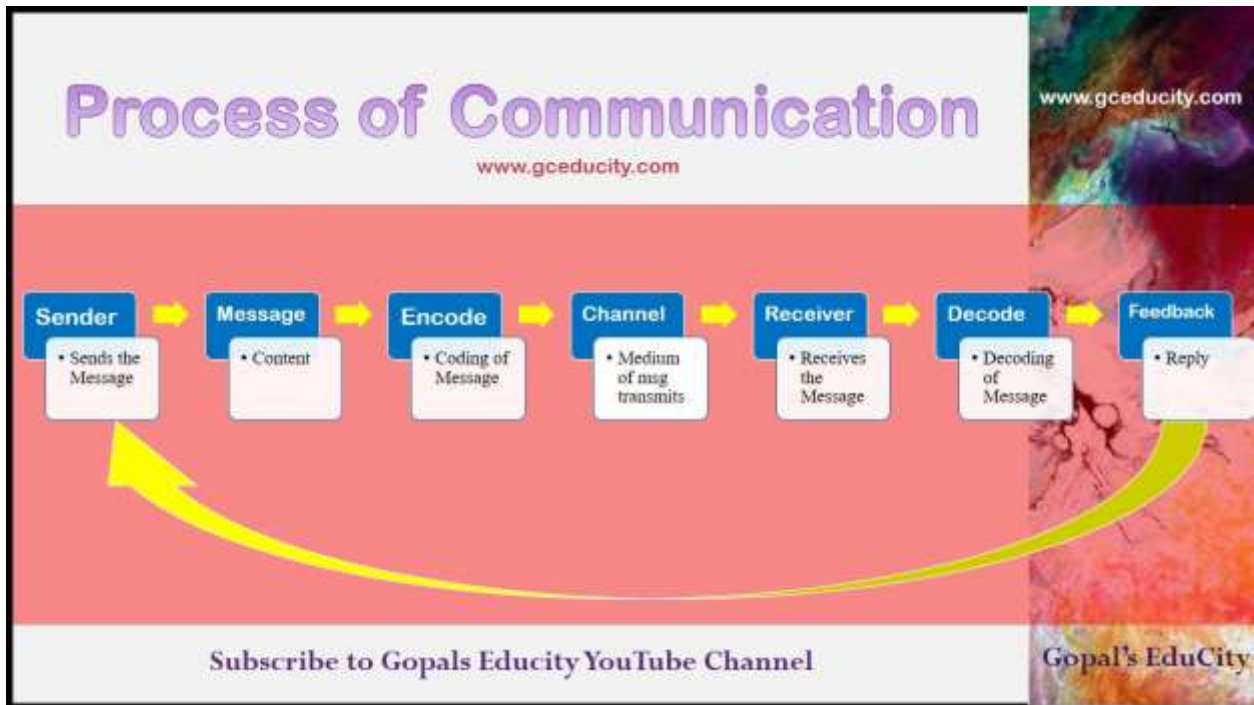 Process of Communication
www.gceducity.com
www.gceducity.com
Sender
• Sends the
Message
Message
• Content
Encode
• Coding of
Message
Channel
• Medium
of msg
transmits
Receiver
• Receives
the
Message
Decode
• Decoding
of
Message
Feedback
• Reply
Subscribe to Gopals Educity YouTube Channel
Gopal's EduCity